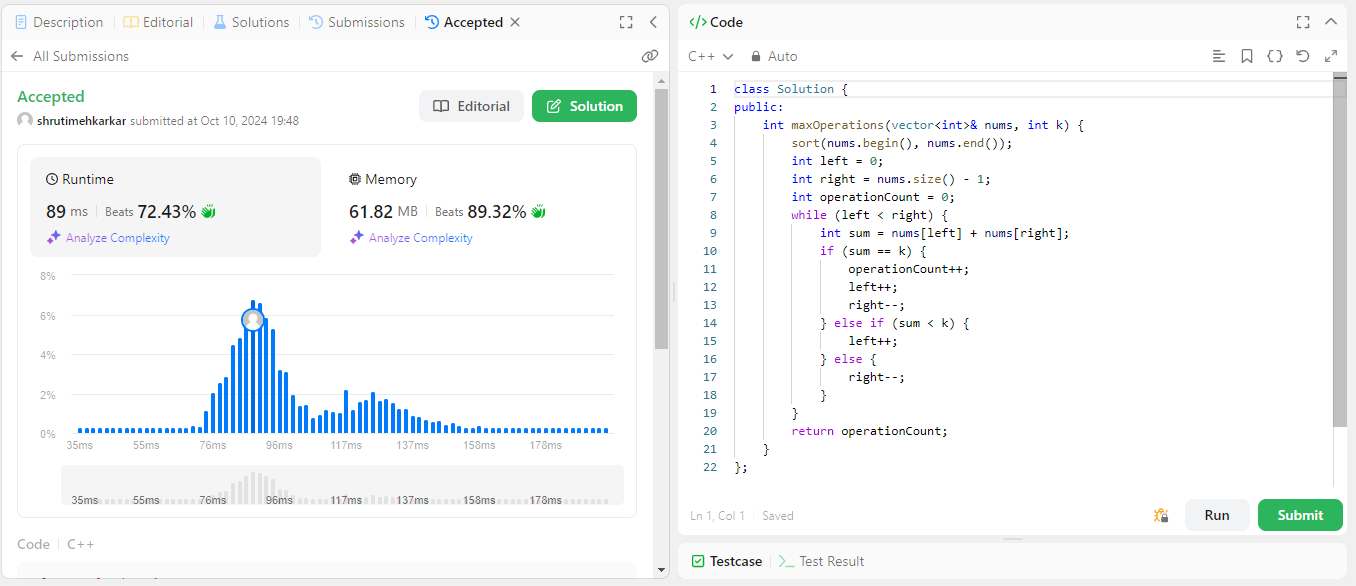 Description Editorial Solutions Submissions Accepted
All Submissions
Accepted
Editorial
Solution
shrutimehkarkar submitted at Oct 10, 2024 19:48
Runtime
89 ms Beats 72.43%
Analyze Complexity
Memory
61.82 MB Beats 89.32%
Analyze Complexity
8%
6%
4%
2%
0%
35ms 55ms 76ms 96ms 117ms 137ms 158ms 178ms
35ms 55ms 76ms 96ms 117ms 137ms 158ms 178ms
Code C++
</> Code
C++ Auto
1 class Solution {
2 public:
3     int maxOperations(vector<int>& nums, int k) {
4         sort(nums.begin(), nums.end());
5         int left = 0;
6         int right = nums.size() - 1;
7         int operationCount = 0;
8         while (left < right) {
9             int sum = nums[left] + nums[right];
10             if (sum == k) {
11                 operationCount++;
12                 left++;
13                 right--;
14             } else if (sum < k) {
15                 left++;
16             } else {
17                 right--;
18             }
19         }
20         return operationCount;
21     }
22 };
Ln 1, Col 1 Saved
Run
Submit
Testcase Test Result